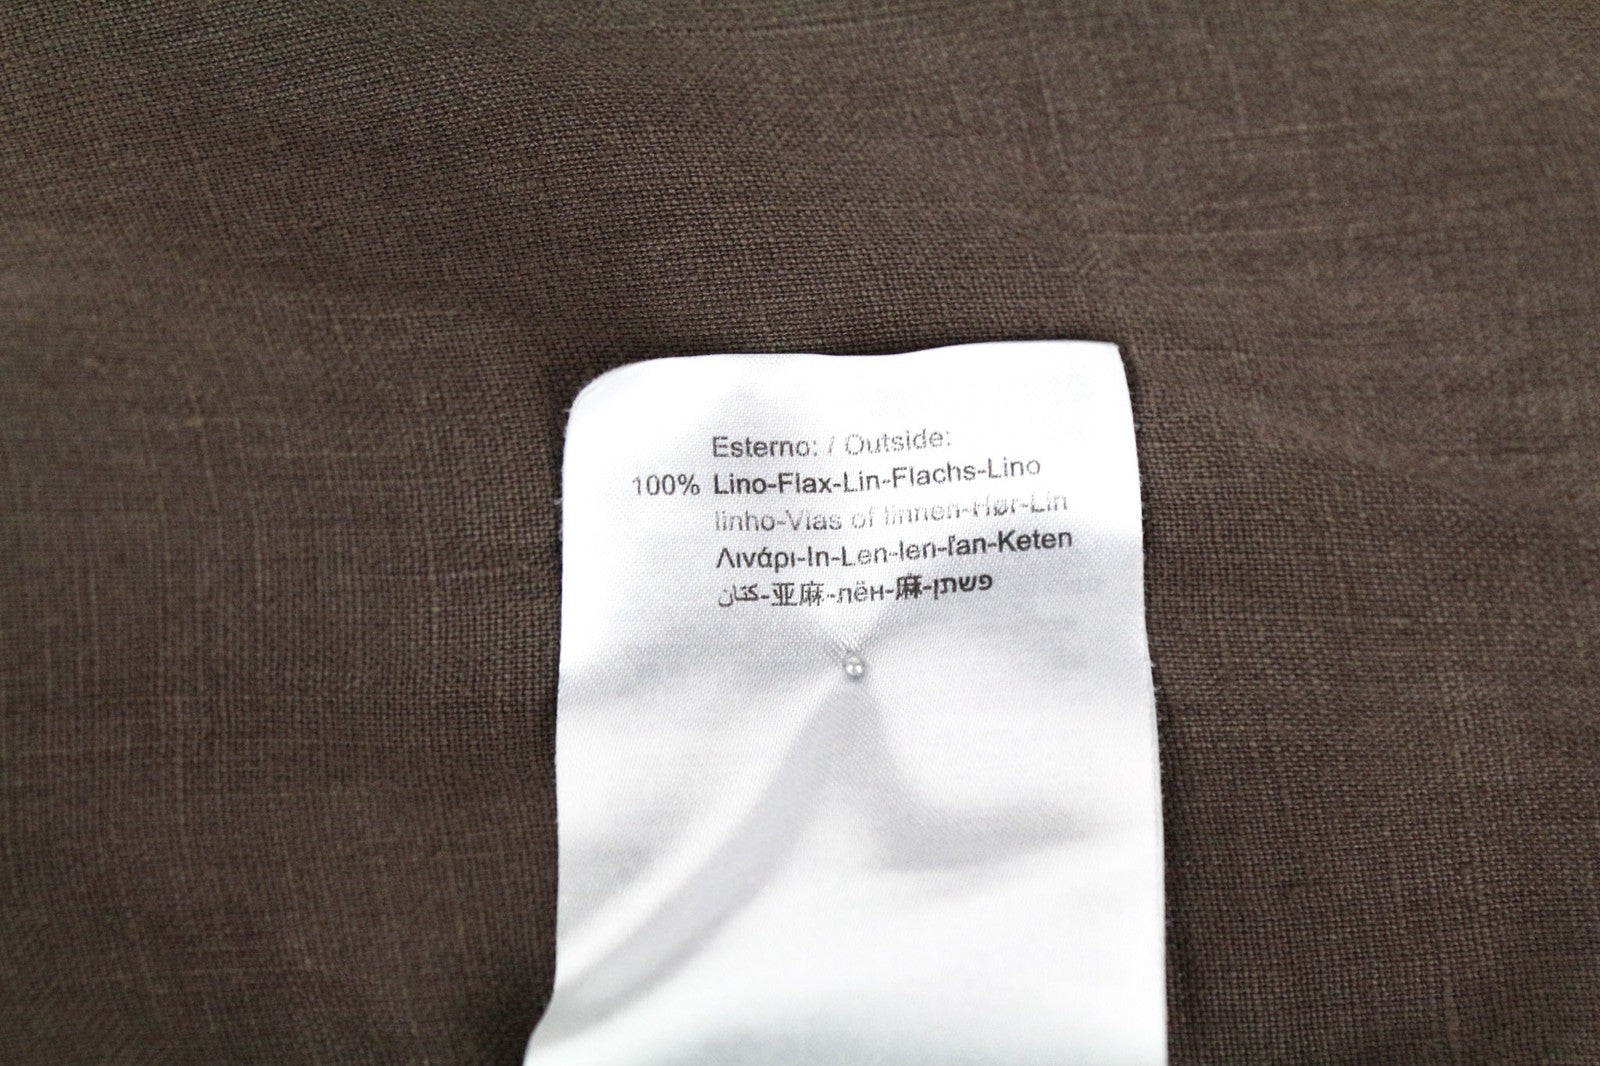 Esterno: / Outside:
100% Lino-Flax-Lin-Flachs-Lino
linho-Vlas of linnen-Hør-Lin
Λινάρι-In-Len-len-ľan-Keten
كتان-亚麻-лён-麻-פשתן